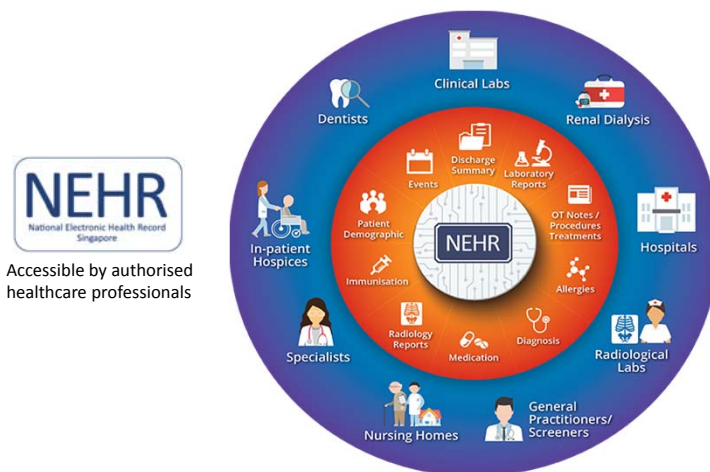 NEHR
National Electronic Health Record
Singapore
Accessible by authorised
healthcare professionals
Clinical Labs
Renal Dialysis
Hospitals
Radiological
Labs
General
Practitioners/
Screeners
Nursing Homes
Specialists
In-patient
Hospices
Dentists
Discharge
Summary
Laboratory
Reports
OT Notes /
Procedures
Treatments
Allergies
Diagnosis
Medication
Radiology
Reports
Immunisation
Patient
Demographic
Events
NEHR